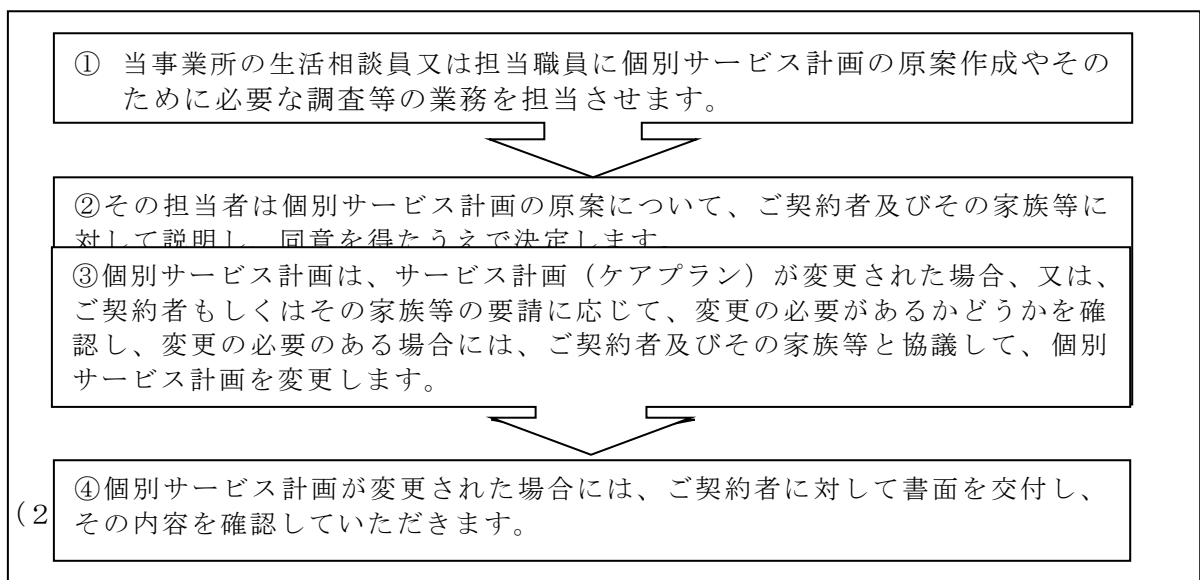 ① 当事業所の生活相談員又は担当職員に個別サービス計画の原案作成やその
ために必要な調査等の業務を担当させます。
②その担当者は個別サービス計画の原案について、ご契約者及びその家族等に
対して説明し、同意を得たうえで決定します。
③個別サービス計画は、サービス計画（ケアプラン）が変更された場合、又は、
ご契約者もしくはその家族等の要請に応じて、変更の必要があるかどうかを確
認し、変更の必要のある場合には、ご契約者及びその家族等と協議して、個別
サービス計画を変更します。
④個別サービス計画が変更された場合には、ご契約者に対して書面を交付し、
(2
その内容を確認していただきます。